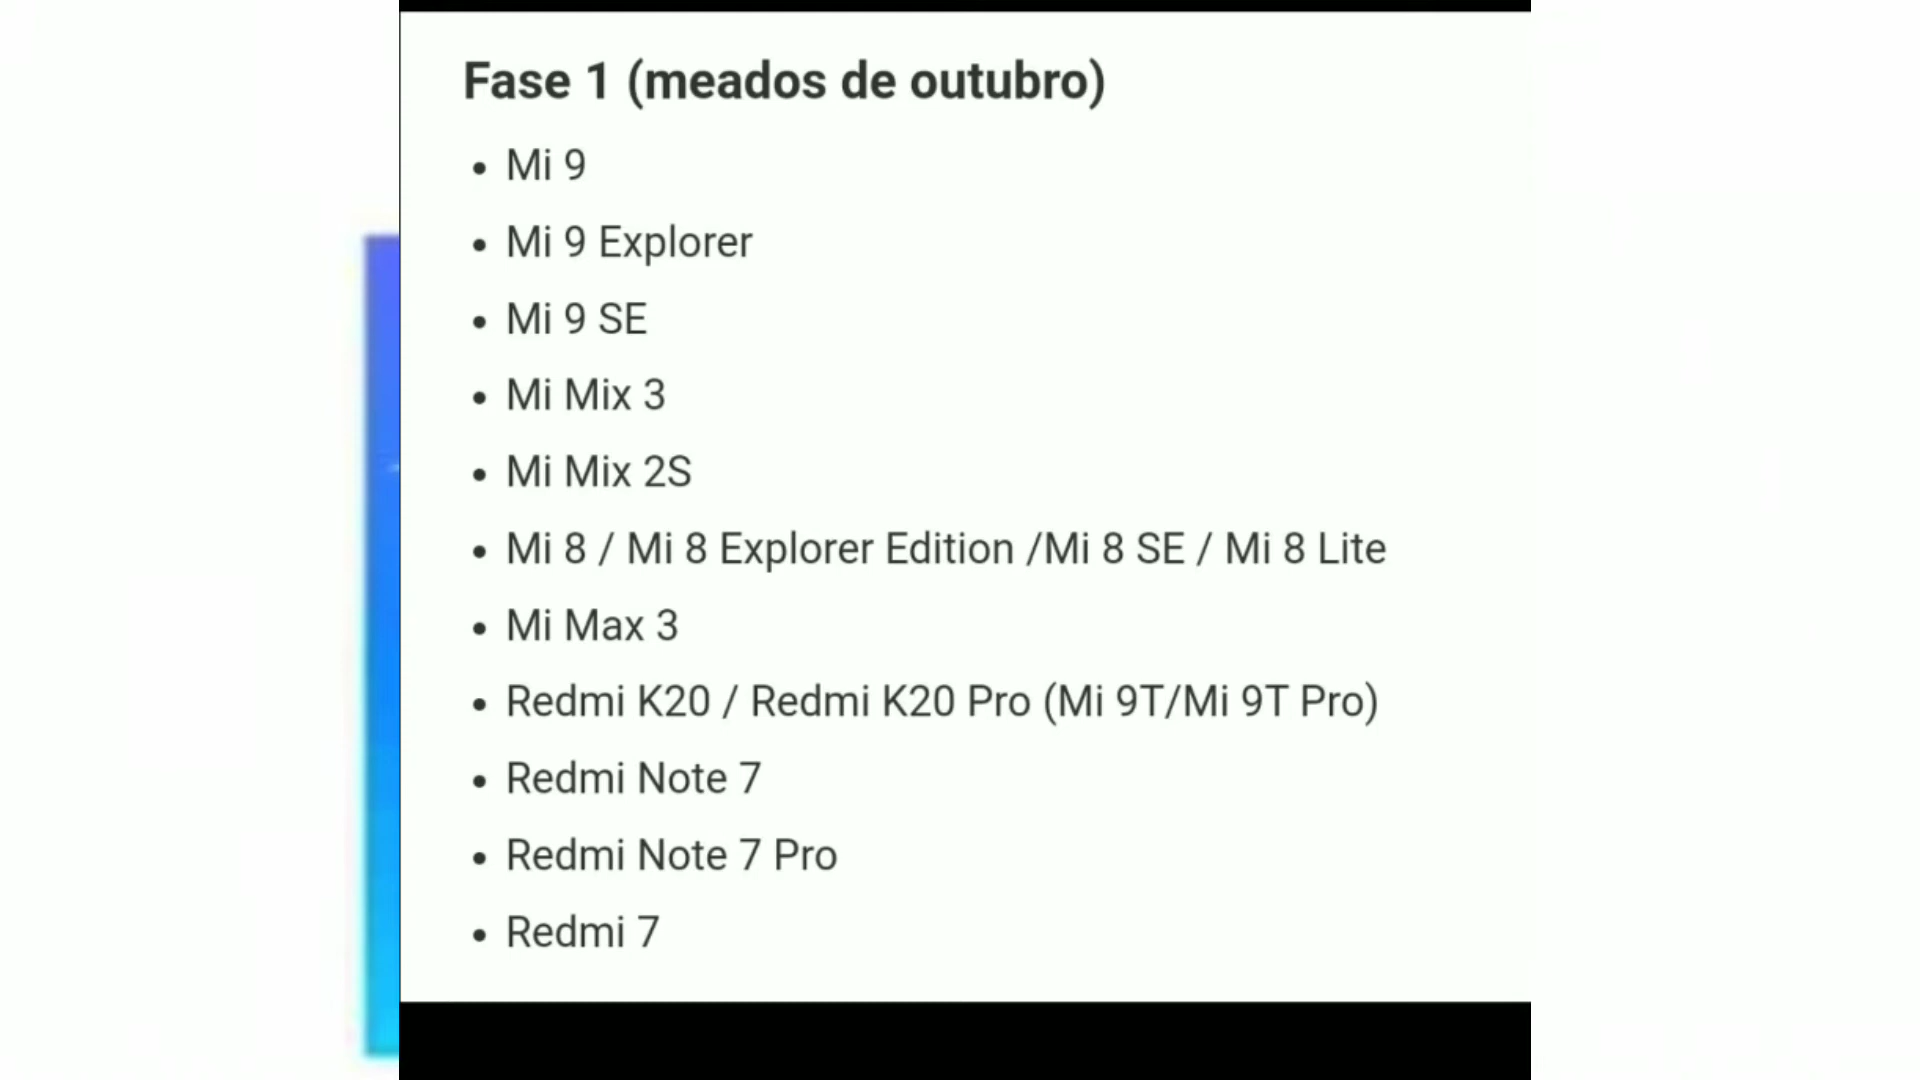 Fase 1 (meados de outubro)
• Mi 9
• Mi 9 Explorer
• Mi 9 SE
• Mi Mix 3
• Mi Mix 2S
• Mi 8 / Mi 8 Explorer Edition /Mi 8 SE / Mi 8 Lite
• Mi Max 3
• Redmi K20 / Redmi K20 Pro (Mi 9T/Mi 9T Pro)
• Redmi Note 7
• Redmi Note 7 Pro
• Redmi 7